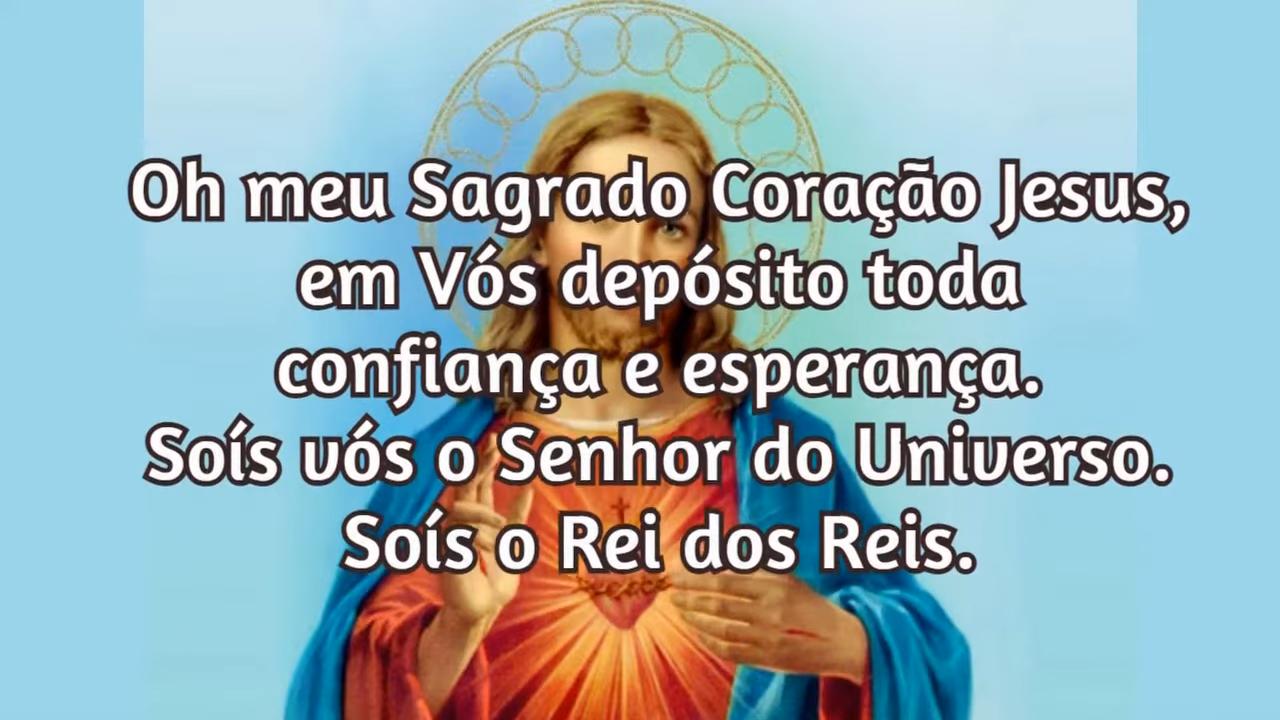 Oh meu Sagrado Coração Jesus,
em Vós depósito toda
confiança e esperança.
Soís vós o Senhor do Universo.
Soís o Rei dos Reis.